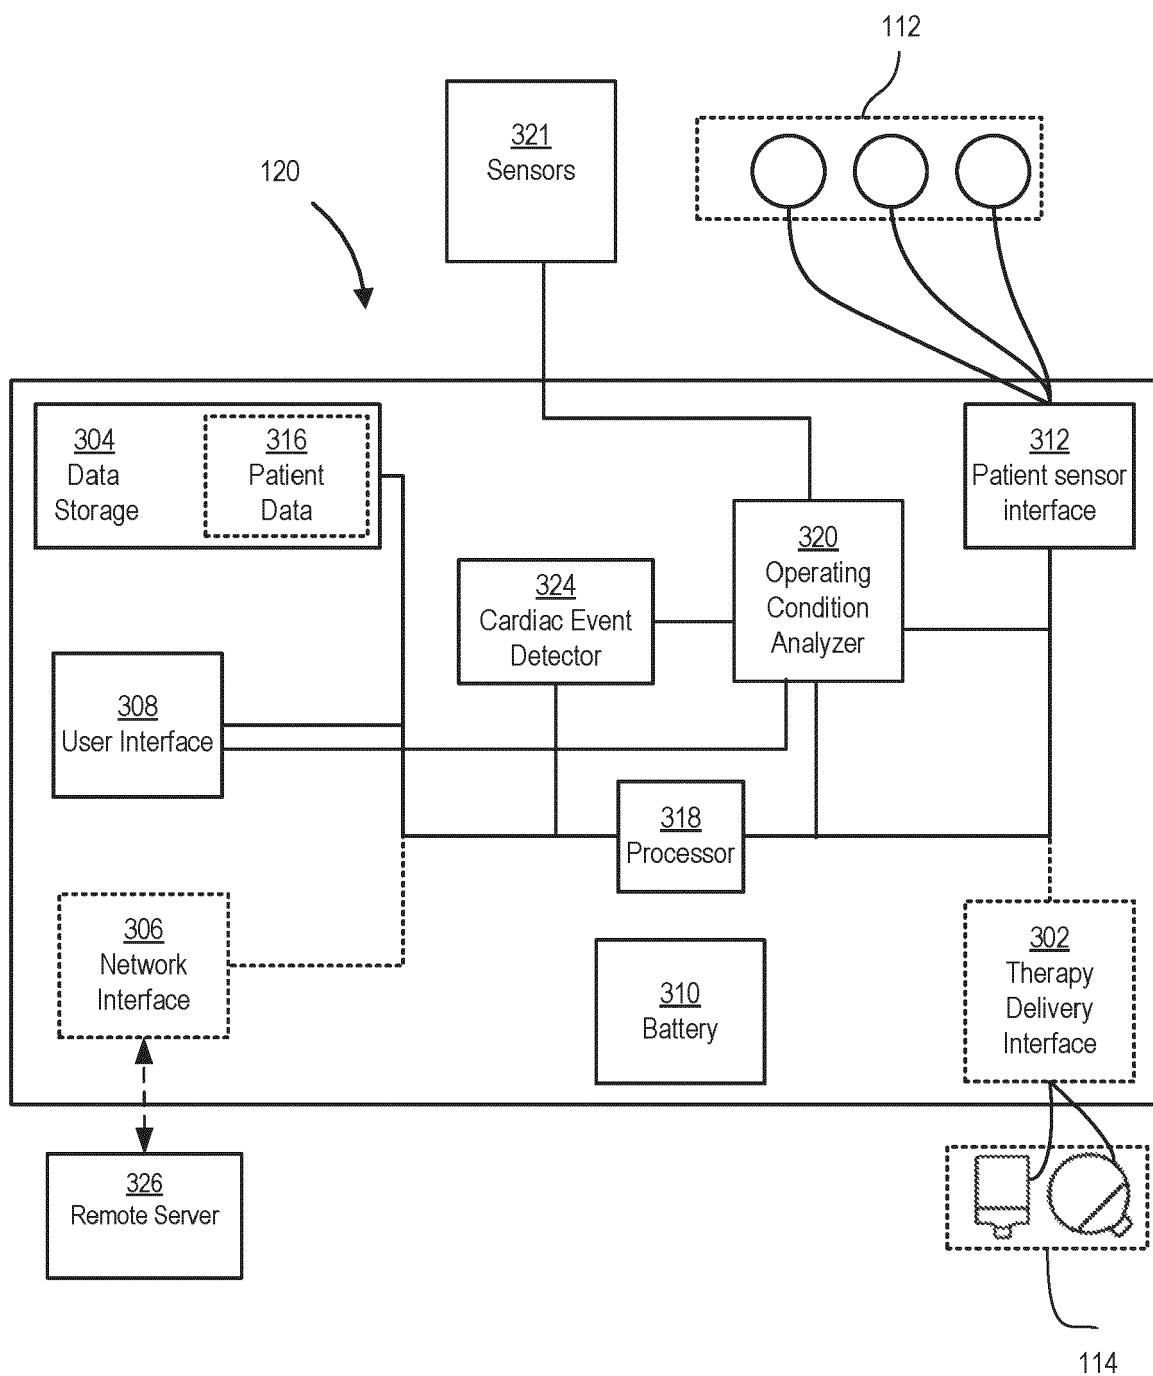 112
321
Sensors
120
304
Data
Storage
316
Patient
Data
312
Patient sensor
interface
320
Operating
Condition
Analyzer
324
Cardiac Event
Detector
308
User Interface
318
Processor
306
Network
Interface
310
Battery
302
Therapy
Delivery
Interface
326
Remote Server
114